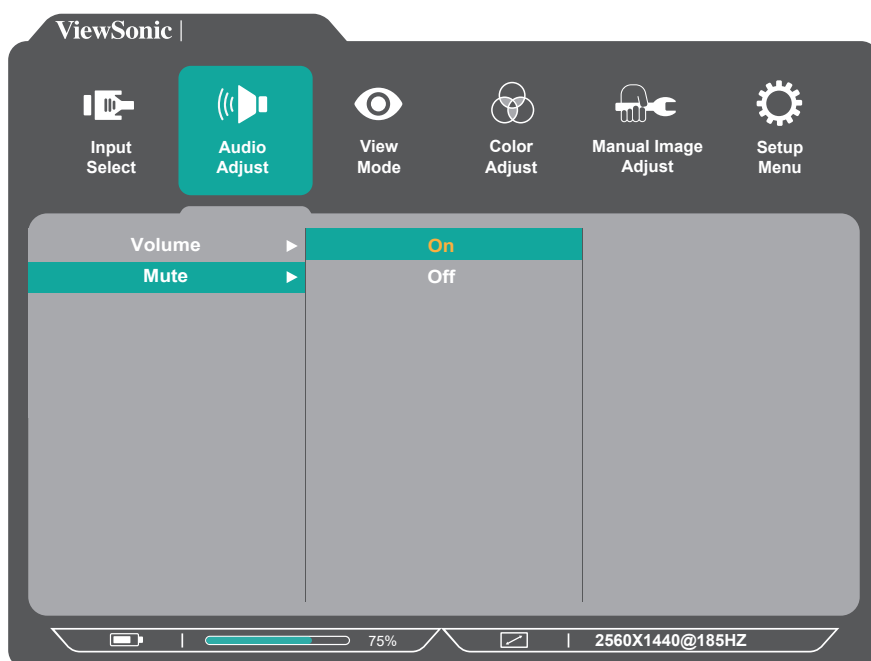 ViewSonic
Input Select
Audio Adjust
View Mode
Color Adjust
Manual Image Adjust
Setup Menu
Volume
On
Mute
Off
75%
2560X1440@185HZ